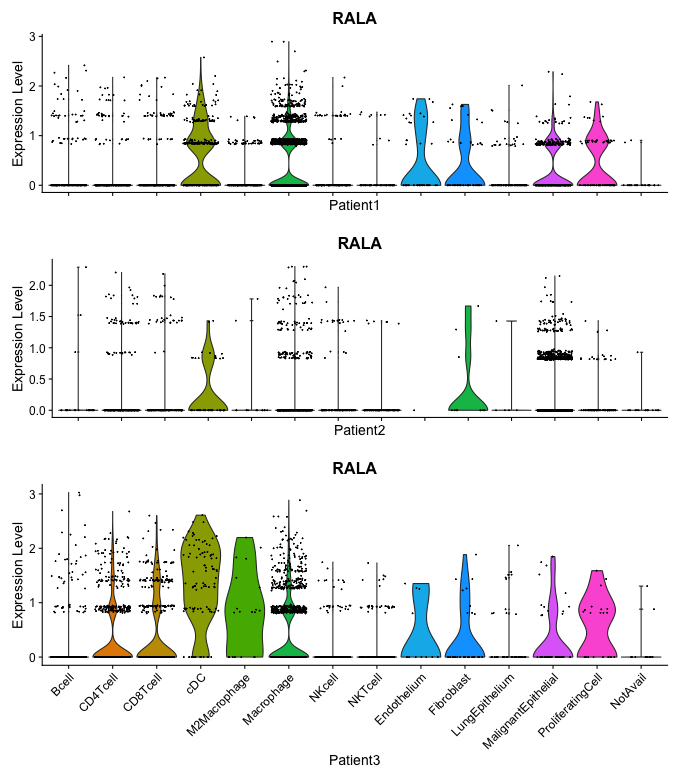 RALA
Expression Level
3
2
1
0
Patient1
RALA
Expression Level
2.0
1.5
1.0
0.5
0.0
Patient2
RALA
Expression Level
3
2
1
0
Bcell
CD4Tcell
CD8Tcell
cDC
M2Macrophage
Macrophage
NKcell
NKTcell
Endothelium
Fibroblast
LungEpithelium
MalignantEpithelial
ProliferatingCell
NotAvail
Patient3